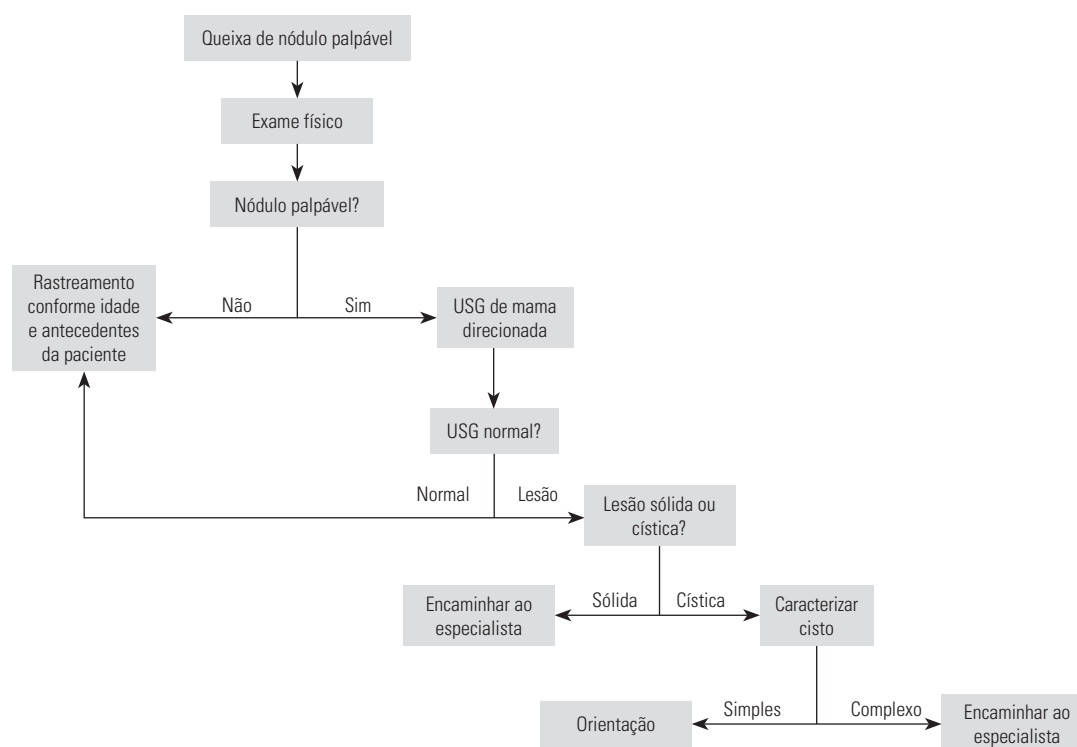 Queixa de nódulo palpável
Exame físico
Nódulo palpável?
Rastreamento
conforme idade
e antecedentes
da paciente
Não
Sim
USG de mama
direcionada
USG normal?
Normal
Lesão
Lesão sólida ou
cística?
Encaminhar ao
especialista
Sólida
Cística
Caracterizar
cisto
Orientação
Simples
Complexo
Encaminhar ao
especialista